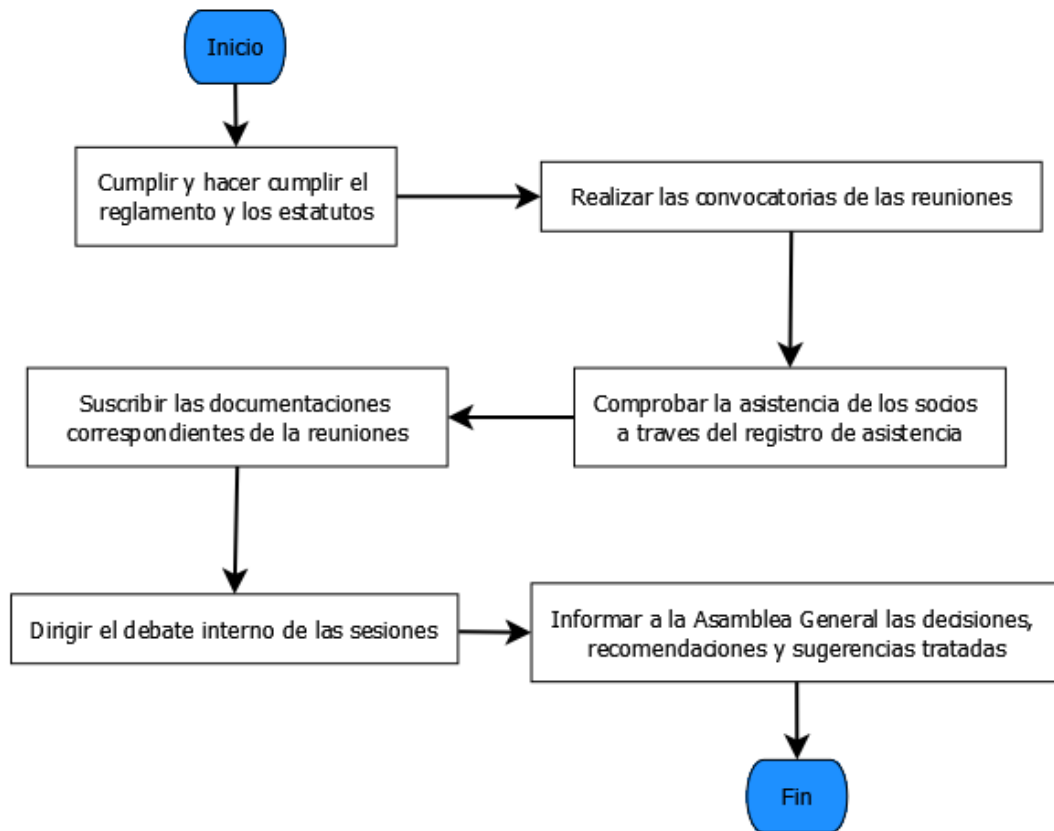 Inicio
Cumplir y hacer cumplir el
reglamento y los estatutos
Realizar las convocatorias de las reuniones
Comprobar la asistencia de los socios
a traves del registro de asistencia
Suscribir las documentaciones
correspondientes de la reuniones
Dirigir el debate interno de las sesiones
Informar a la Asamblea General las decisiones,
recomendaciones y sugerencias tratadas
Fin